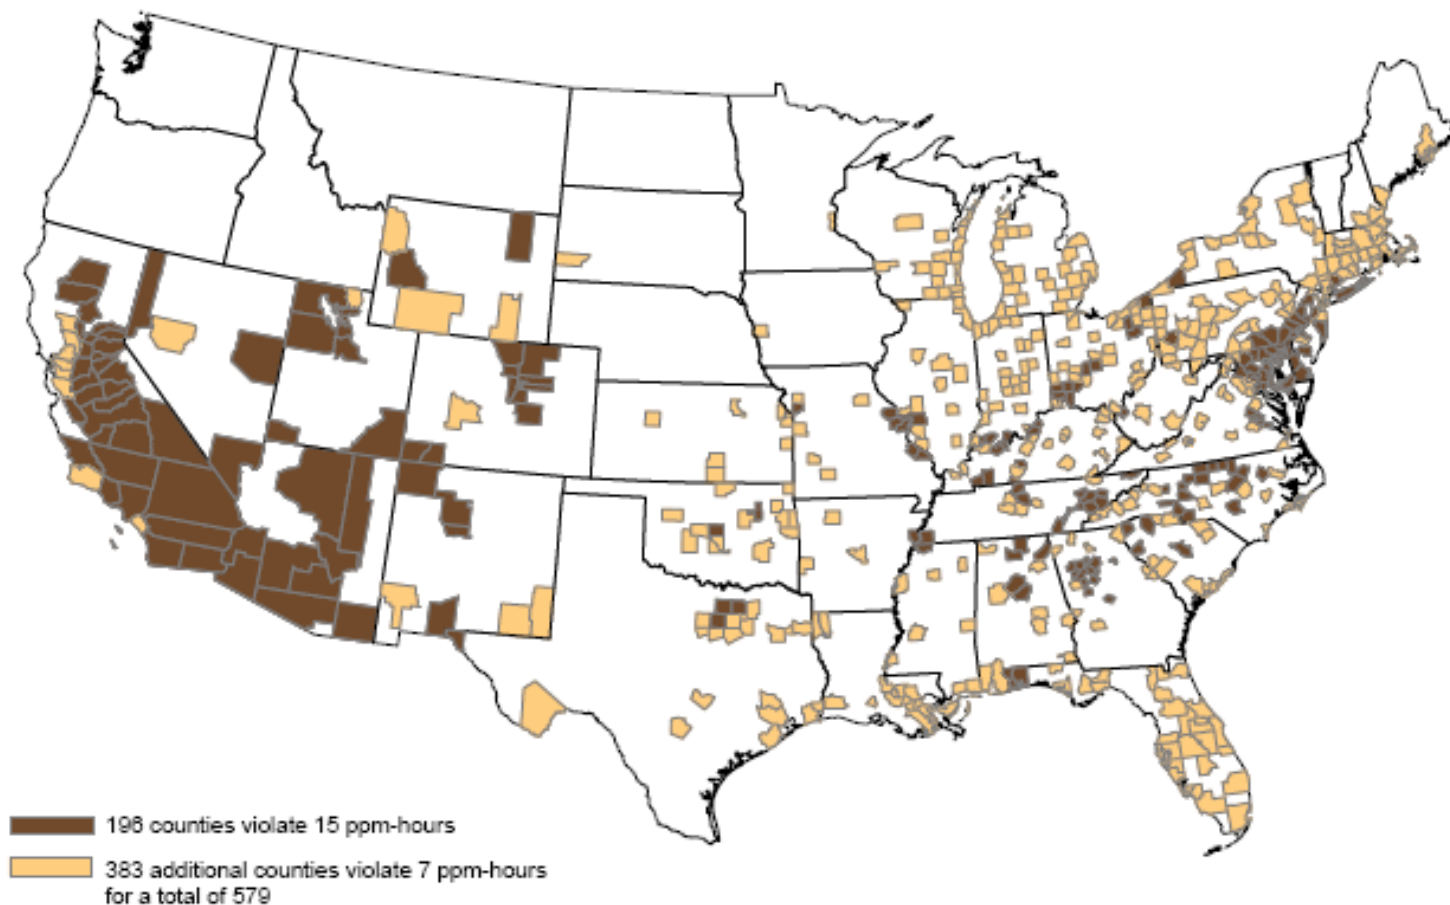 196 counties violate 15 ppm-hours
383 additional counties violate 7 ppm-hours
for a total of 579